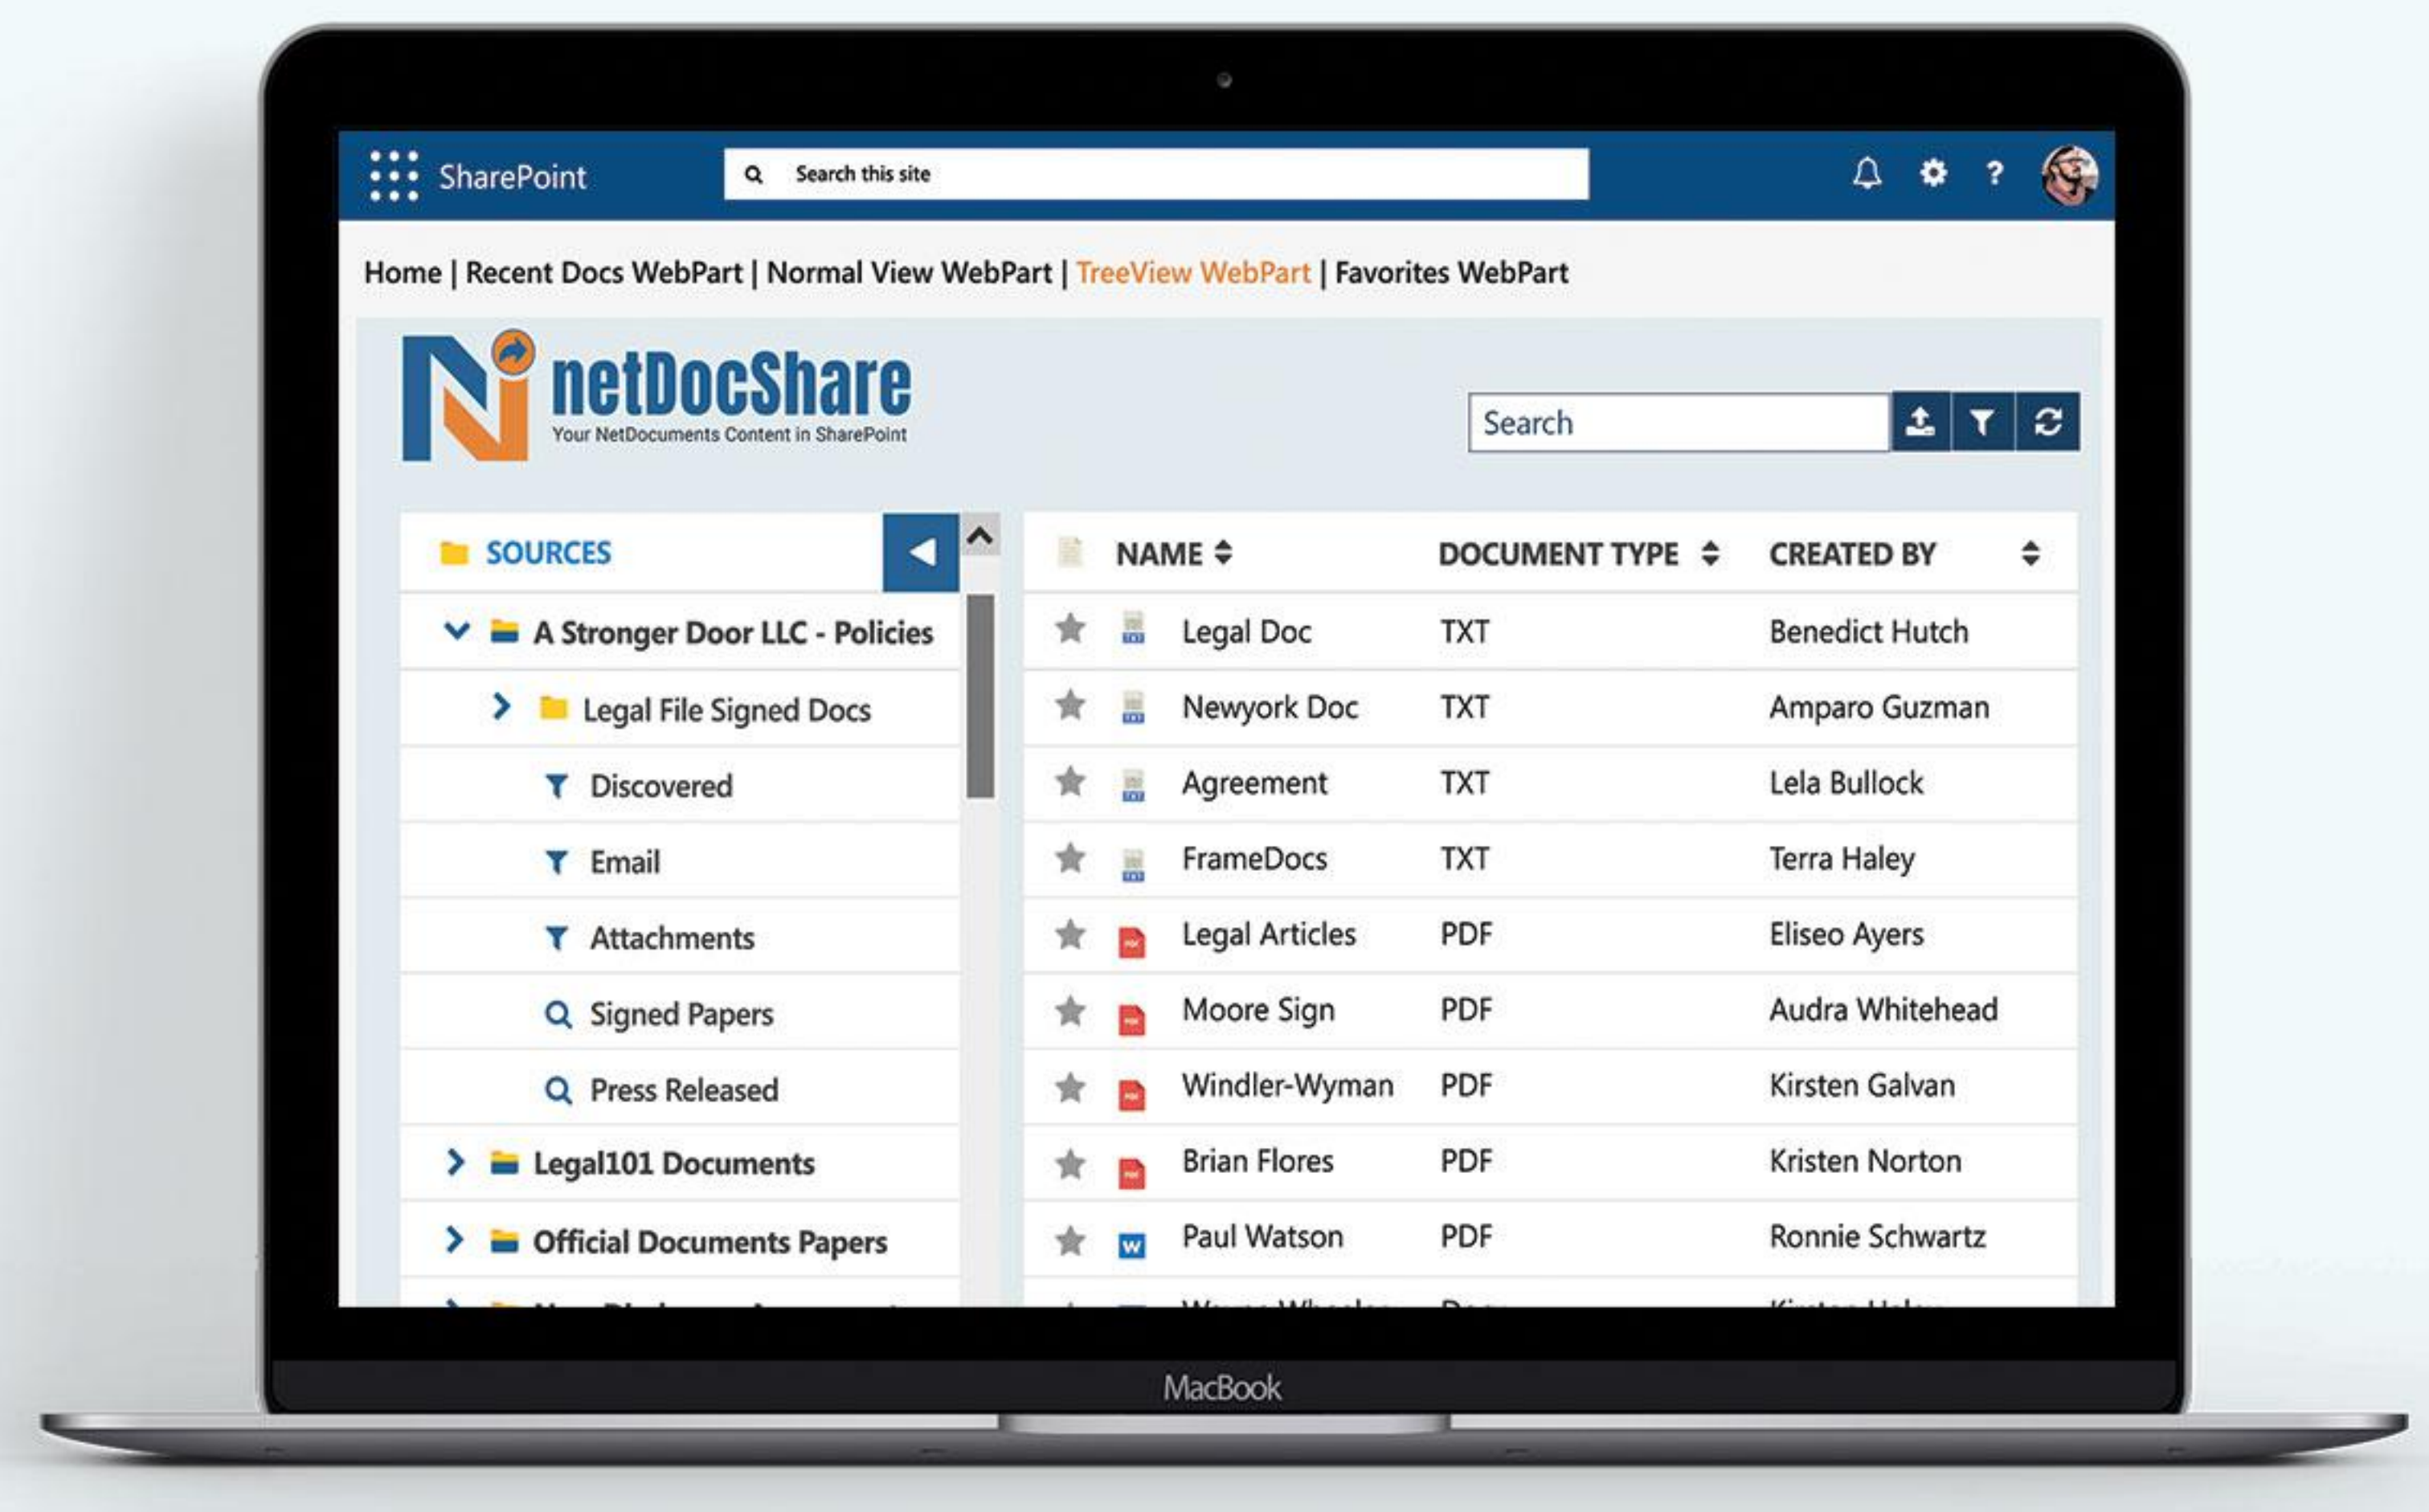 SharePoint
Search this site
?
Home | Recent Docs WebPart | Normal View WebPart | TreeView WebPart | Favorites WebPart
netDocShare
Your NetDocuments Content in SharePoint
Search
SOURCES
A Stronger Door LLC - Policies
Legal File Signed Docs
Discovered
Email
Attachments
Signed Papers
Press Released
Legal101 Documents
Official Documents Papers
NAME DOCUMENT TYPE CREATED BY
Legal Doc TXT Benedict Hutch
Newyork Doc TXT Amparo Guzman
Agreement TXT Lela Bullock
FrameDocs TXT Terra Haley
Legal Articles PDF Eliseo Ayers
Moore Sign PDF Audra Whitehead
Windler-Wyman PDF Kirsten Galvan
Brian Flores PDF Kristen Norton
W Paul Watson PDF Ronnie Schwartz
MacBook